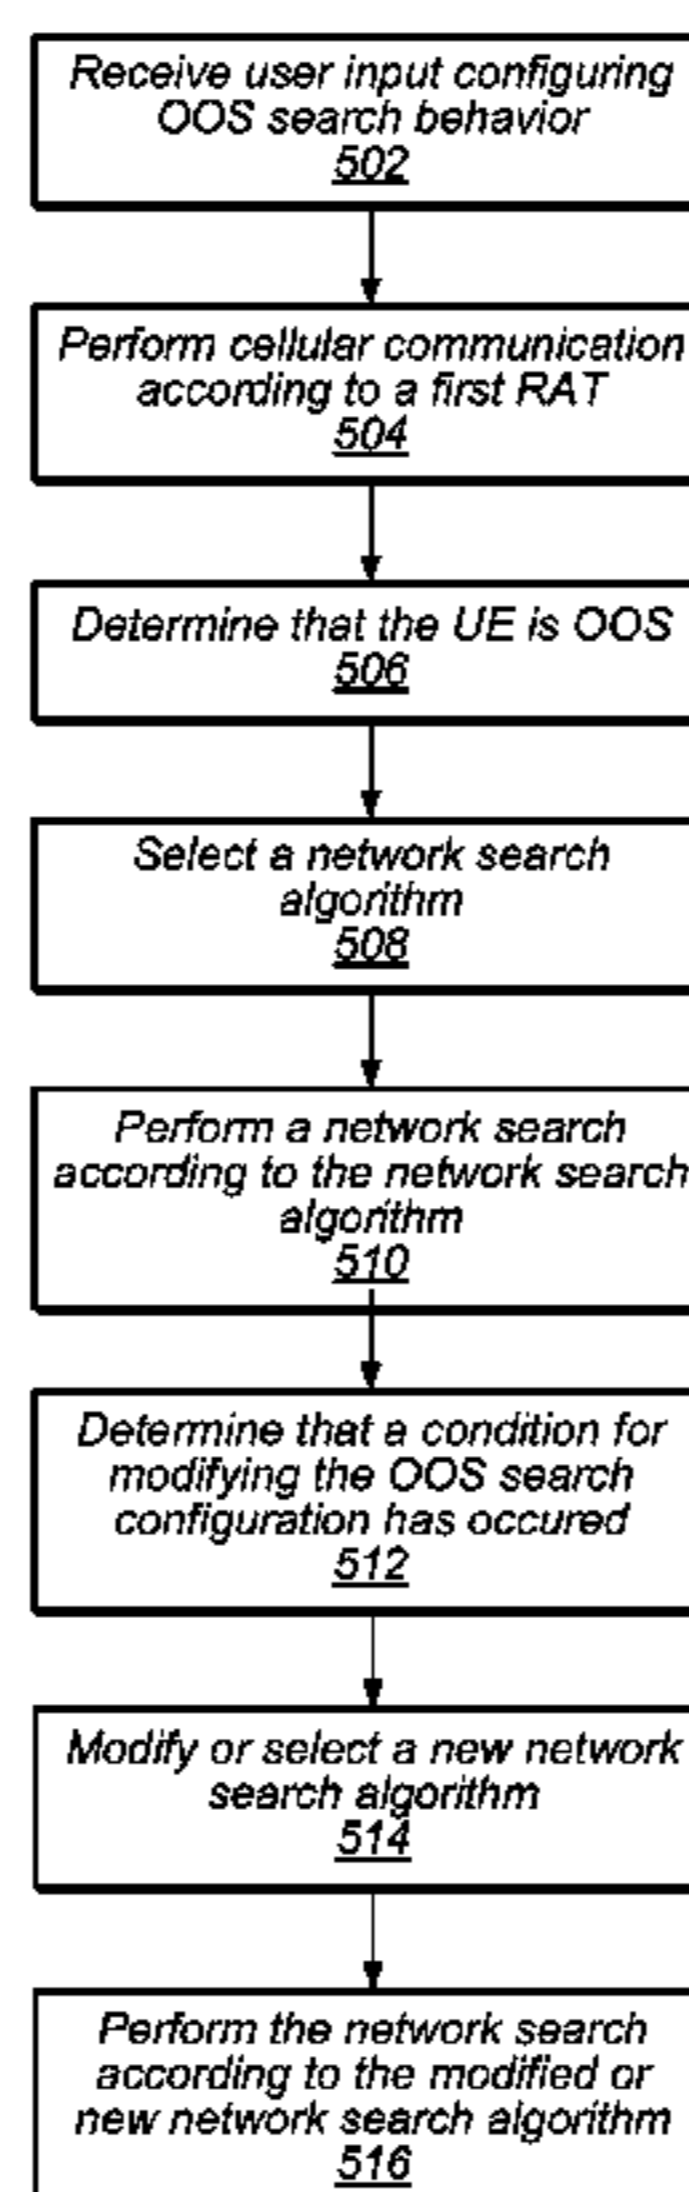 Receive user input configuring
OOS search behavior
502
Perform cellular communication
according to a first RAT
504
Determine that the UE is OOS
506
Select a network search
algorithm
508
Perform a network search
according to the network search
algorithm
510
Determine that a condition for
modifying the OOS search
configuration has occured
512
Modify or select a new network
search algorithm
514
Perform the network search
according to the modified or
new network search algorithm
516